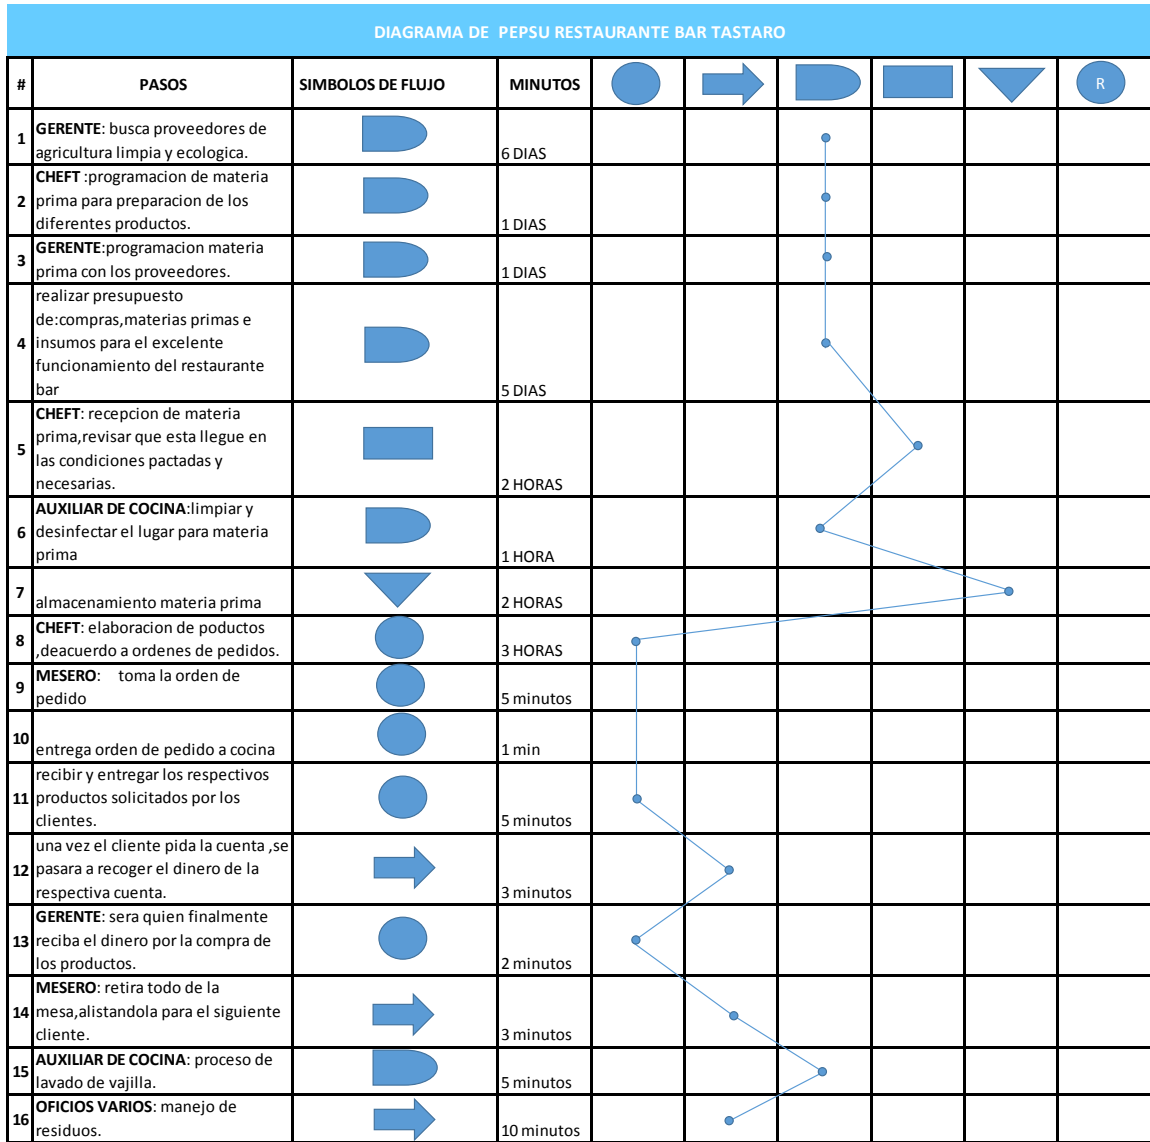 DIAGRAMA DE PEPSU RESTAURANTE BAR TASTARO
# PASOS SIMBOLOS DE FLUJO MINUTOS R
1 GERENTE: busca proveedores de
agricultura limpia y ecologica. 6 DIAS
CHEFT :programacion de materia
2 prima para preparacion de los
diferentes productos. 1 DIAS
3 GERENTE:programacion materia
prima con los proveedores. 1 DIAS
realizar presupuesto
de:compras,materias primas e
4 insumos para el excelente
funcionamiento del restaurante
bar 5 DIAS
CHEFT: recepcion de materia
5 prima,revisar que esta llegue en
las condiciones pactadas y
necesarias. 2 HORAS
AUXILIAR DE COCINA:limpiar y
6 desinfectar el lugar para materia
prima 1 HORA
7 almacenamiento materia prima 2 HORAS
8 CHEFT: elaboracion de poductos
,deacuerdo a ordenes de pedidos. 3 HORAS
9 MESERO: toma la orden de
pedido 5 minutos
10 entrega orden de pedido a cocina 1 min
recibir y entregar los respectivos
11 productos solicitados por los
clientes. 5 minutos
una vez el cliente pida la cuenta ,se
12 pasara a recoger el dinero de la
respectiva cuenta. 3 minutos
GERENTE: sera quien finalmente
13 reciba el dinero por la compra de
los productos. 2 minutos
MESERO: retira todo de la
14 mesa,alistandola para el siguiente
cliente. 3 minutos
15 AUXILIAR DE COCINA: proceso de
lavado de vajilla. 5 minutos
16 OFICIOS VARIOS: manejo de
residuos. 10 minutos